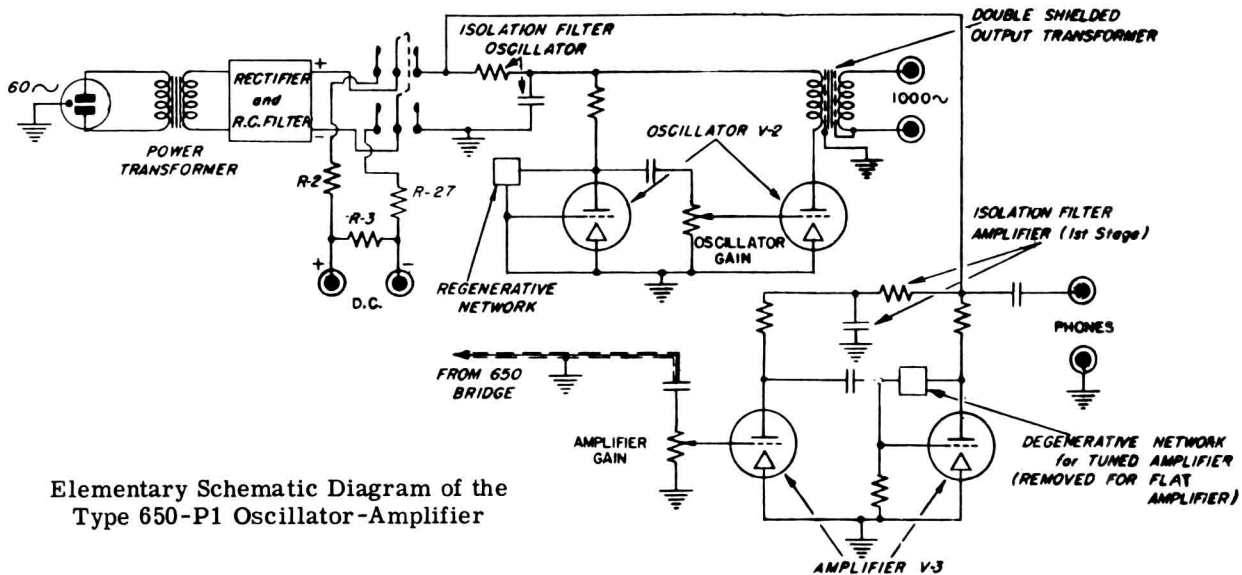 DOUBLE SHIELDED
OUTPUT TRANSFORMER
ISOLATION FILTER
OSCILLATOR
60~
+
RECTIFIER
and
R.C. FILTER
-
1000~
POWER
TRANSFORMER
OSCILLATOR V-2
R-2
R-27
R-3
+
-
D.C.
OSCILLATOR
GAIN
ISOLATION FILTER
AMPLIFIER (1st Stage)
REGENERATIVE
NETWORK
PHONES
FROM 650
BRIDGE
AMPLIFIER
GAIN
DEGENERATIVE NETWORK
for TUNED AMPLIFIER
(REMOVED FOR FLAT
AMPLIFIER)
Elementary Schematic Diagram of the
Type 650-P1 Oscillator-Amplifier
AMPLIFIER V-3